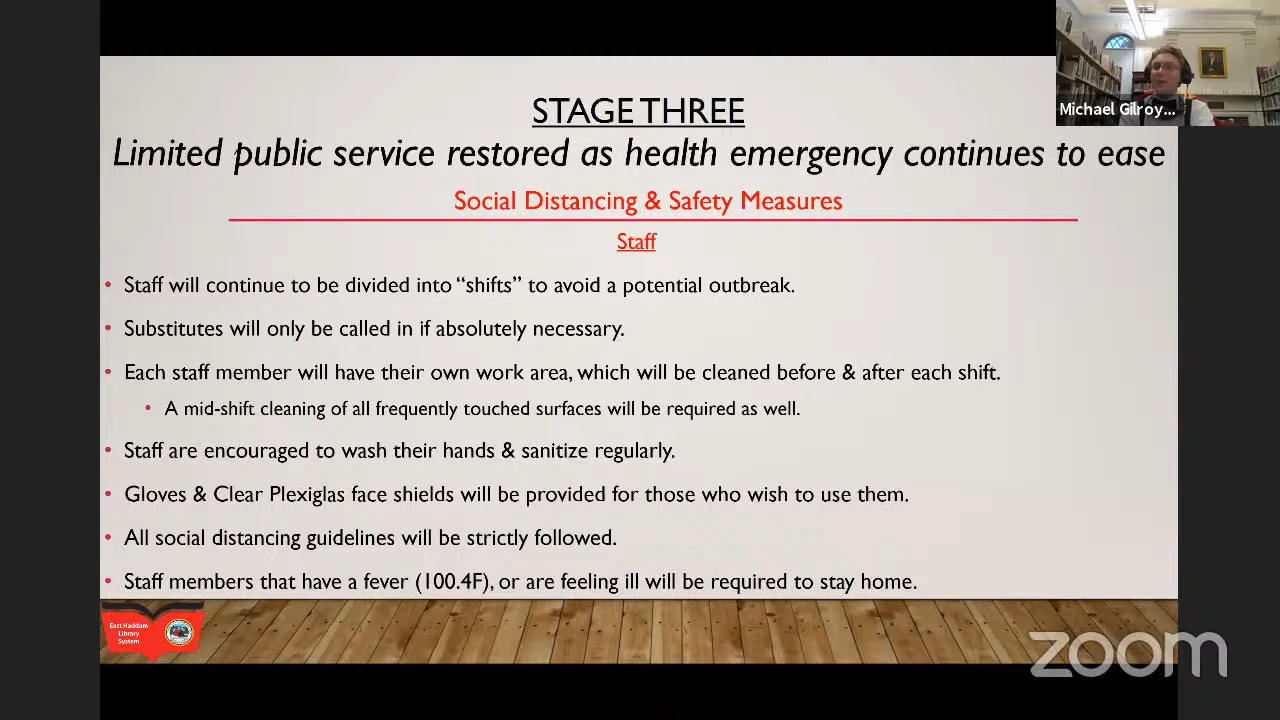 STAGE THREE
Limited public service restored as health emergency continues to ease
Social Distancing & Safety Measures
Staff
• Staff will continue to be divided into “shifts” to avoid a potential outbreak.
• Substitutes will only be called in if absolutely necessary.
• Each staff member will have their own work area, which will be cleaned before & after each shift.
• A mid-shift cleaning of all frequently touched surfaces will be required as well.
• Staff are encouraged to wash their hands & sanitize regularly.
• Gloves & Clear Plexiglas face shields will be provided for those who wish to use them.
• All social distancing guidelines will be strictly followed.
• Staff members that have a fever (100.4F), or are feeling ill will be required to stay home.
Michael Gilroy...
East Haddam
Library
System
zoom